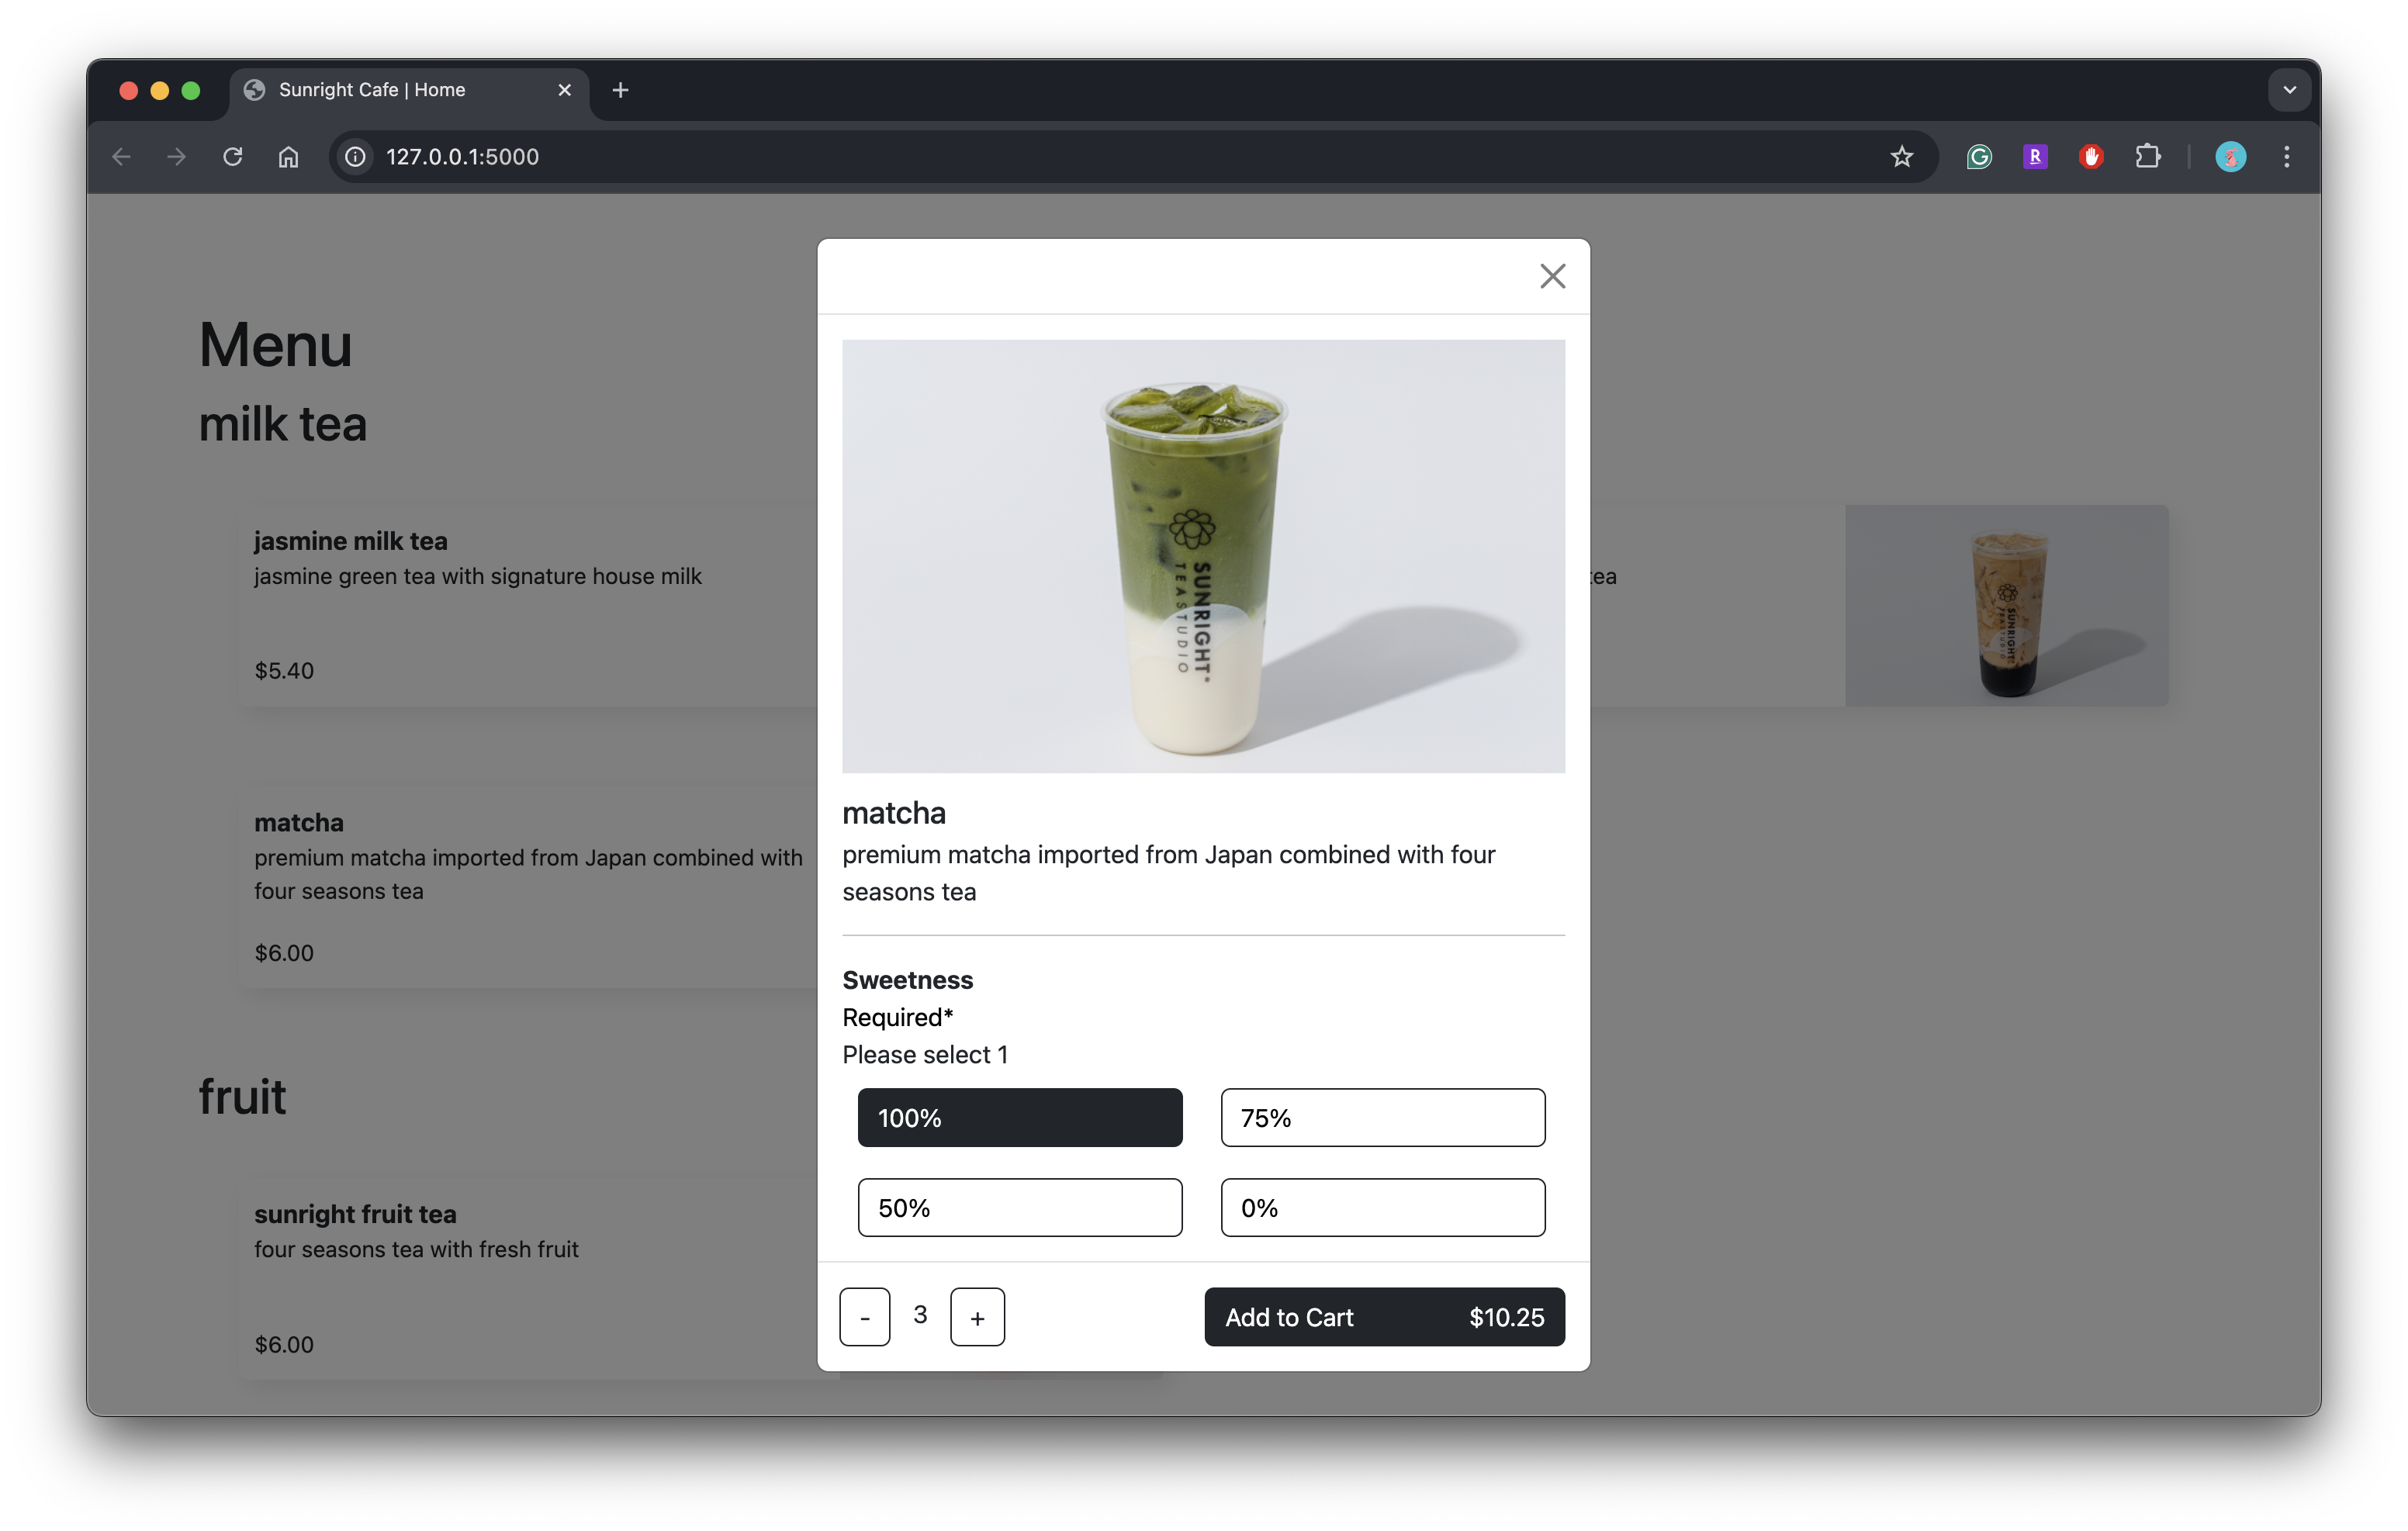 Sunright Cafe | Home
127.0.0.1:5000
Menu
milk tea
jasmine milk tea
jasmine green tea with signature house milk
$5.40
tea
SUNRIGHT
TEASTUDIO
matcha
premium matcha imported from Japan combined with
four seasons tea
$6.00
fruit
sunright fruit tea
four seasons tea with fresh fruit
$6.00
SUNRIGHT®
TEASTUDIO
matcha
premium matcha imported from Japan combined with four
seasons tea
Sweetness
Required*
Please select 1
100%
75%
50%
0%
- 3 +
Add to Cart $10.25